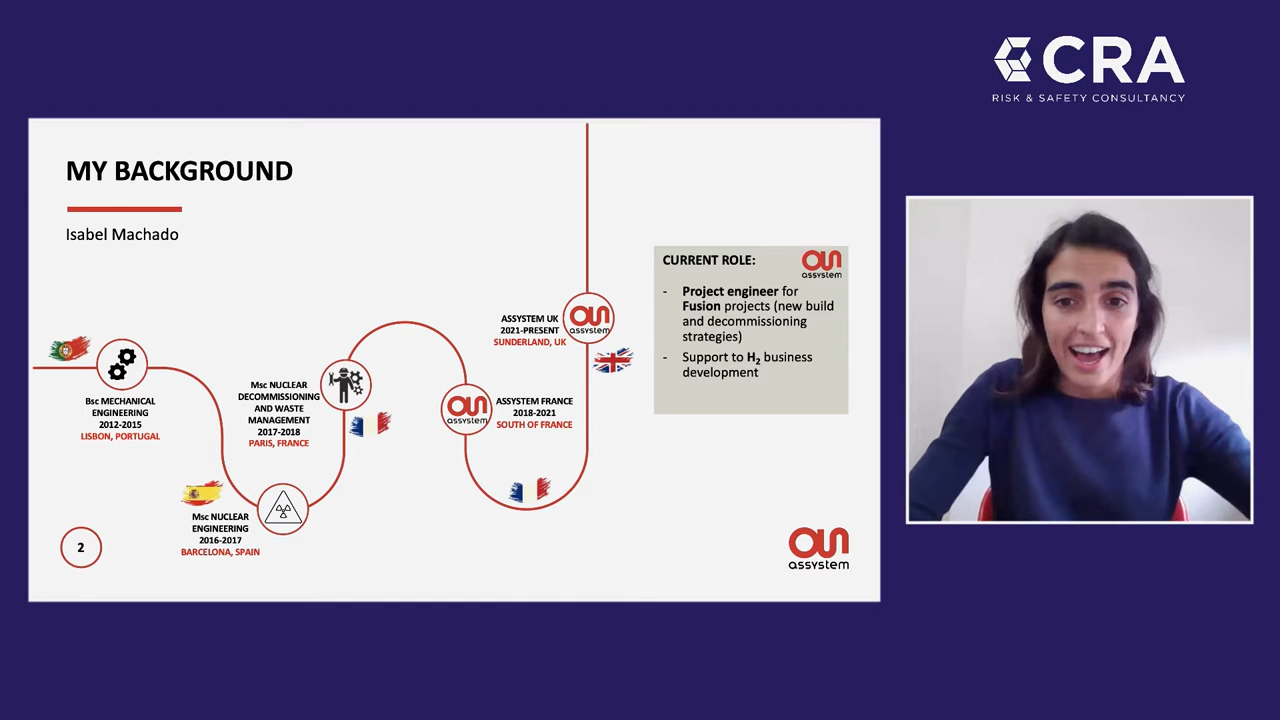 CRA
RISK & SAFETY CONSULTANCY
MY BACKGROUND
Isabel Machado
Bsc MECHANICAL
ENGINEERING
2012-2015
LISBON, PORTUGAL
Msc NUCLEAR
ENGINEERING
2016-2017
BARCELONA, SPAIN
Msc NUCLEAR
DECOMMISSIONING
AND WASTE
MANAGEMENT
2017-2018
PARIS, FRANCE
assystem
ASSYSTEM FRANCE
2018-2021
SOUTH OF FRANCE
ASSYSTEM UK
2021-PRESENT
SUNDERLAND, UK
assystem
CURRENT ROLE:
assystem
- Project engineer for
Fusion projects (new build
and decommissioning
strategies)
- Support to H₂ business
development
2
assystem